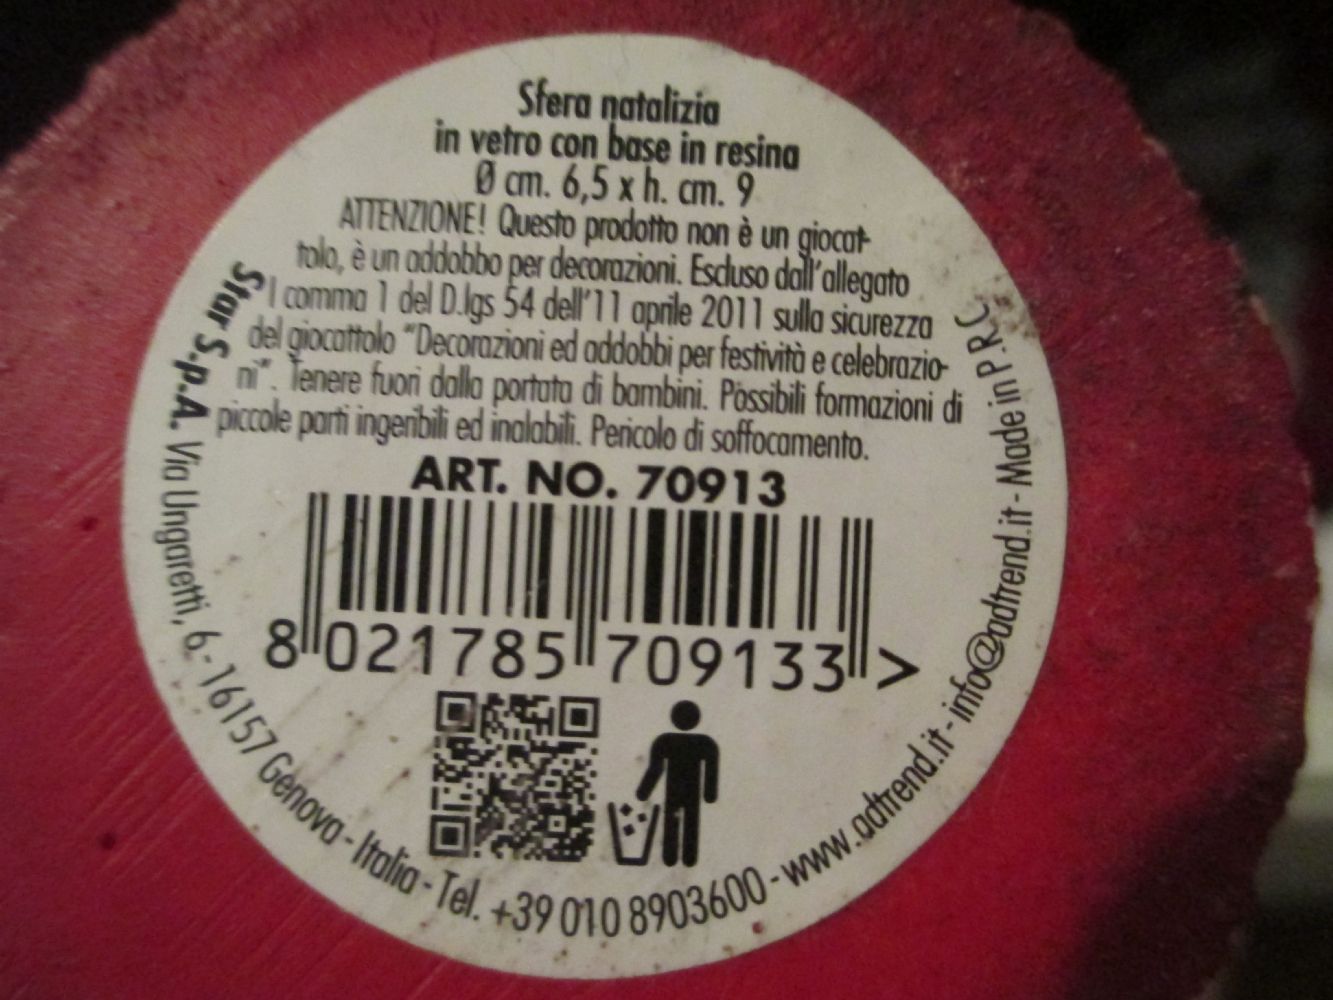 Sfera natalizia
in vetro con base in resina
Ø cm. 6,5 x h. cm. 9
ATTENZIONE! Questo prodotto non è un giocat-
tolo, è un addobbo per decorazioni. Escluso dall'allegato
I comma 1 del D.lgs 54 dell'11 aprile 2011 sulla sicurezza
del giocattolo "Decorazioni ed addobbi per festività e celebrazio-
ni". Tenere fuori dalla portata di bambini. Possibili formazioni di
piccole parti ingeribili ed inalabili. Pericolo di soffocamento.
ART. NO. 70913
8 021785 709133 >
Star S.p.A. Via Ungaretti, 6 - 16157 Genova - Italia - Tel. +39 010 8903600 - www.adtrend.it - info@adtrend.it - Made in P.R.C.